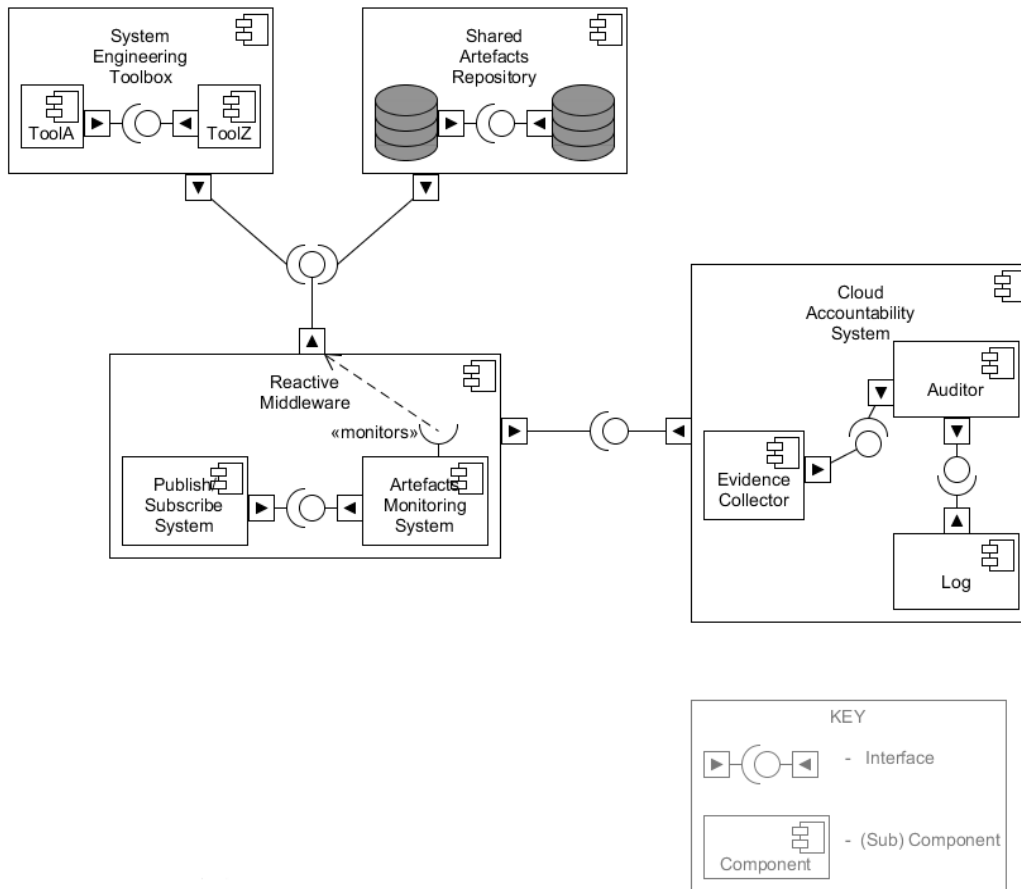 System
Engineering
Toolbox
ToolA
ToolZ
Shared
Artefacts
Repository
Reactive
Middleware
«monitors»
Publish/
Subscribe
System
Artefacts
Monitoring
System
Cloud
Accountability
System
Auditor
Evidence
Collector
Log
KEY
- Interface
Component
- (Sub) Component